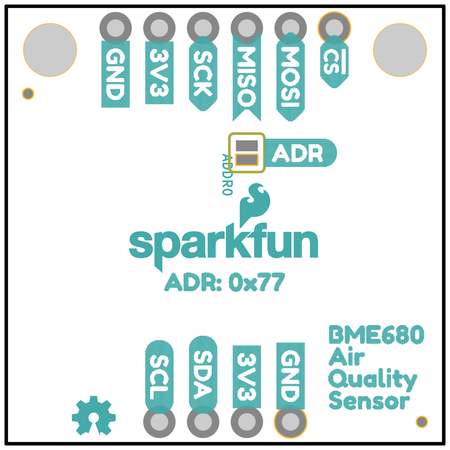 GND
3V3
SCK
MISO
MOSI
CS
ADR
ADDR0
sparkfun
ADR: 0x77
SCL
SDA
3V3
GND
BME680
Air
Quality
Sensor